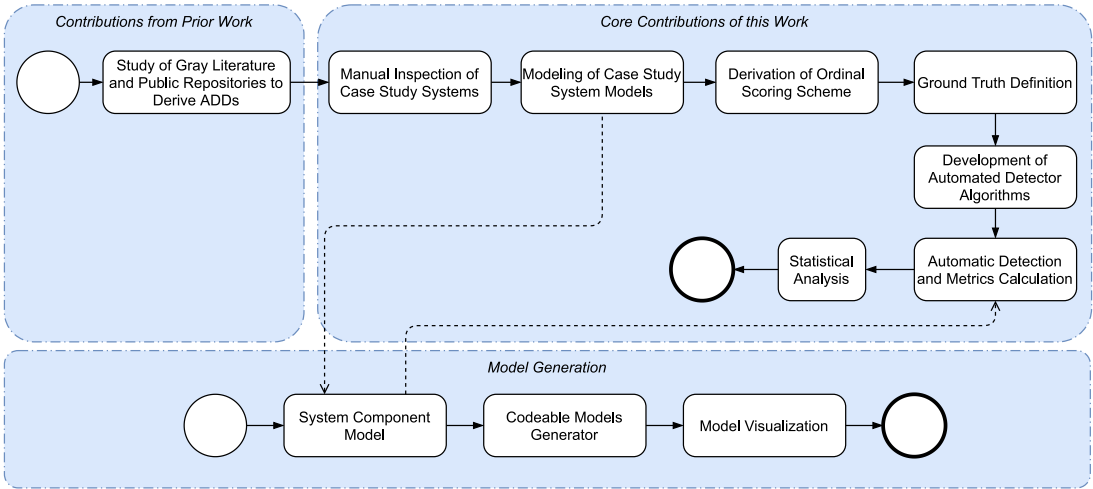 Contributions from Prior Work
Study of Gray Literature
and Public Repositories to
Derive ADDs
Core Contributions of this Work
Manual Inspection of
Case Study Systems
Modeling of Case Study
System Models
Derivation of Ordinal
Scoring Scheme
Ground Truth Definition
Development of
Automated Detector
Algorithms
Automatic Detection
and Metrics Calculation
Statistical
Analysis
Model Generation
System Component
Model
Codeable Models
Generator
Model Visualization